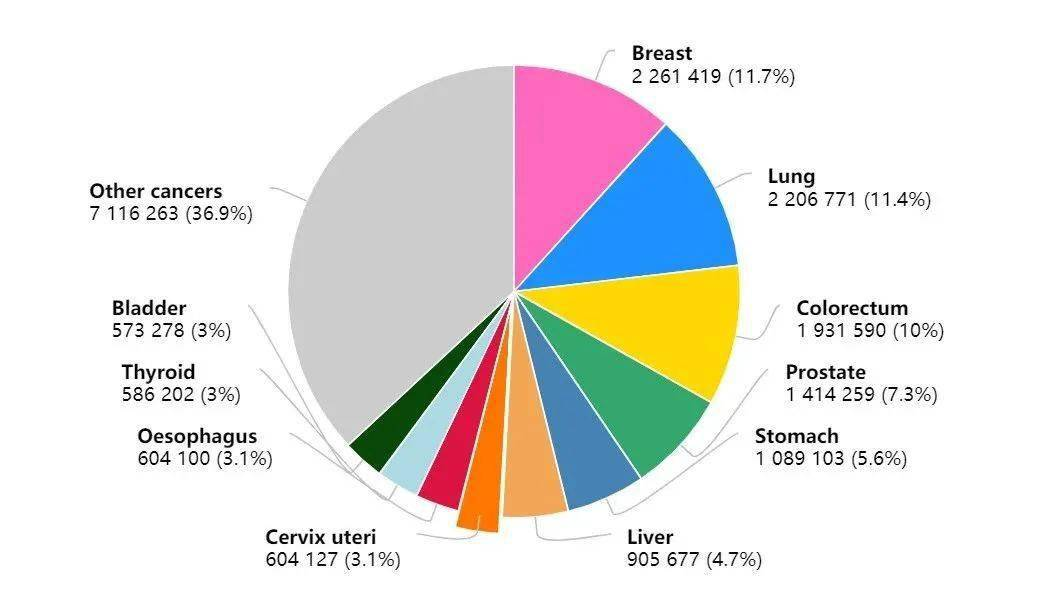 Breast
2 261 419 (11.7%)
Lung
2 206 771 (11.4%)
Other cancers
7 116 263 (36.9%)
Bladder
573 278 (3%)
Colorectum
1 931 590 (10%)
Thyroid
586 202 (3%)
Prostate
1 414 259 (7.3%)
Oesophagus
604 100 (3.1%)
Stomach
1 089 103 (5.6%)
Cervix uteri
604 127 (3.1%)
Liver
905 677 (4.7%)